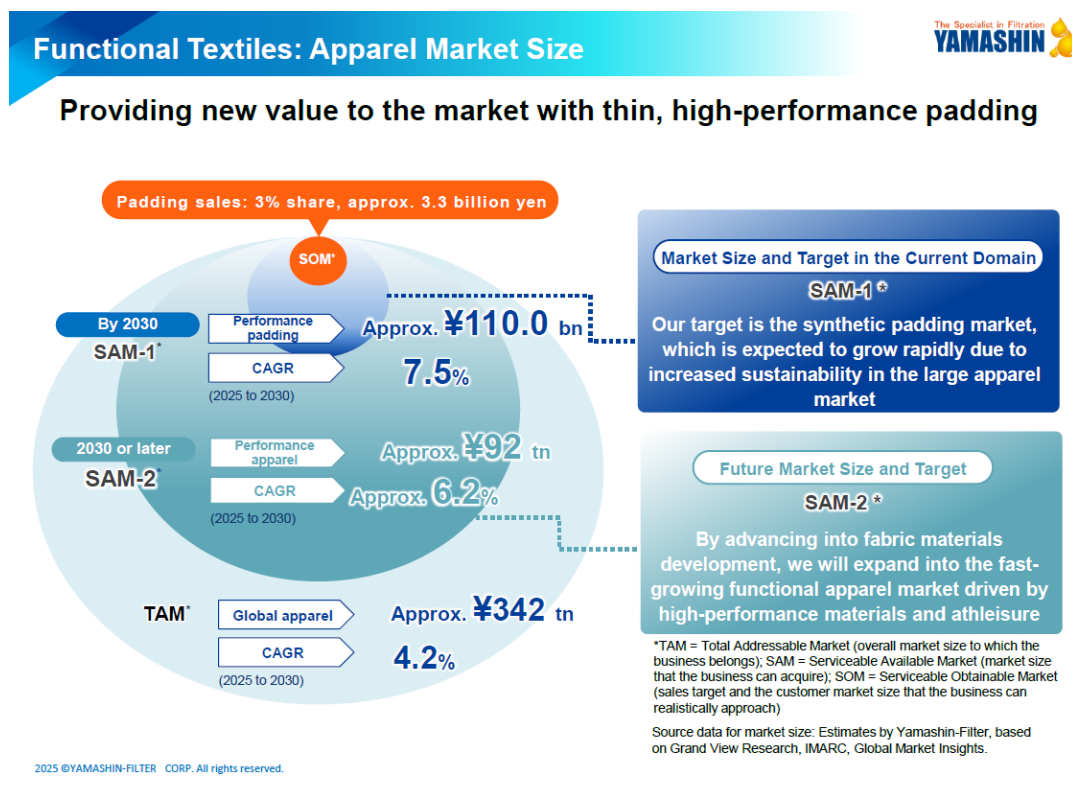 Functional Textiles: Apparel Market Size
The Specialist in Filtration
YAMASHIN
Providing new value to the market with thin, high-performance padding
Padding sales: 3% share, approx. 3.3 billion yen
SOM*
By 2030
SAM-1*
Performance
padding
Approx. ¥110.0 bn
CAGR
7.5%
(2025 to 2030)
2030 or later
SAM-2*
Performance
apparel
Approx. ¥92 tn
CAGR
Approx. 6.2%
(2025 to 2030)
TAM*
Global apparel
Approx. ¥342 tn
CAGR
4.2%
(2025 to 2030)
Market Size and Target in the Current Domain
SAM-1 *
Our target is the synthetic padding market,
which is expected to grow rapidly due to
increased sustainability in the large apparel
market
Future Market Size and Target
SAM-2 *
By advancing into fabric materials
development, we will expand into the fast-
growing functional apparel market driven by
high-performance materials and athleisure
*TAM = Total Addressable Market (overall market size to which the
business belongs); SAM = Serviceable Available Market (market size
that the business can acquire); SOM = Serviceable Obtainable Market
(sales target and the customer market size that the business can
realistically approach)
Source data for market size: Estimates by Yamashin-Filter, based
on Grand View Research, IMARC, Global Market Insights.
2025 ©YAMASHIN-FILTER CORP. All rights reserved.